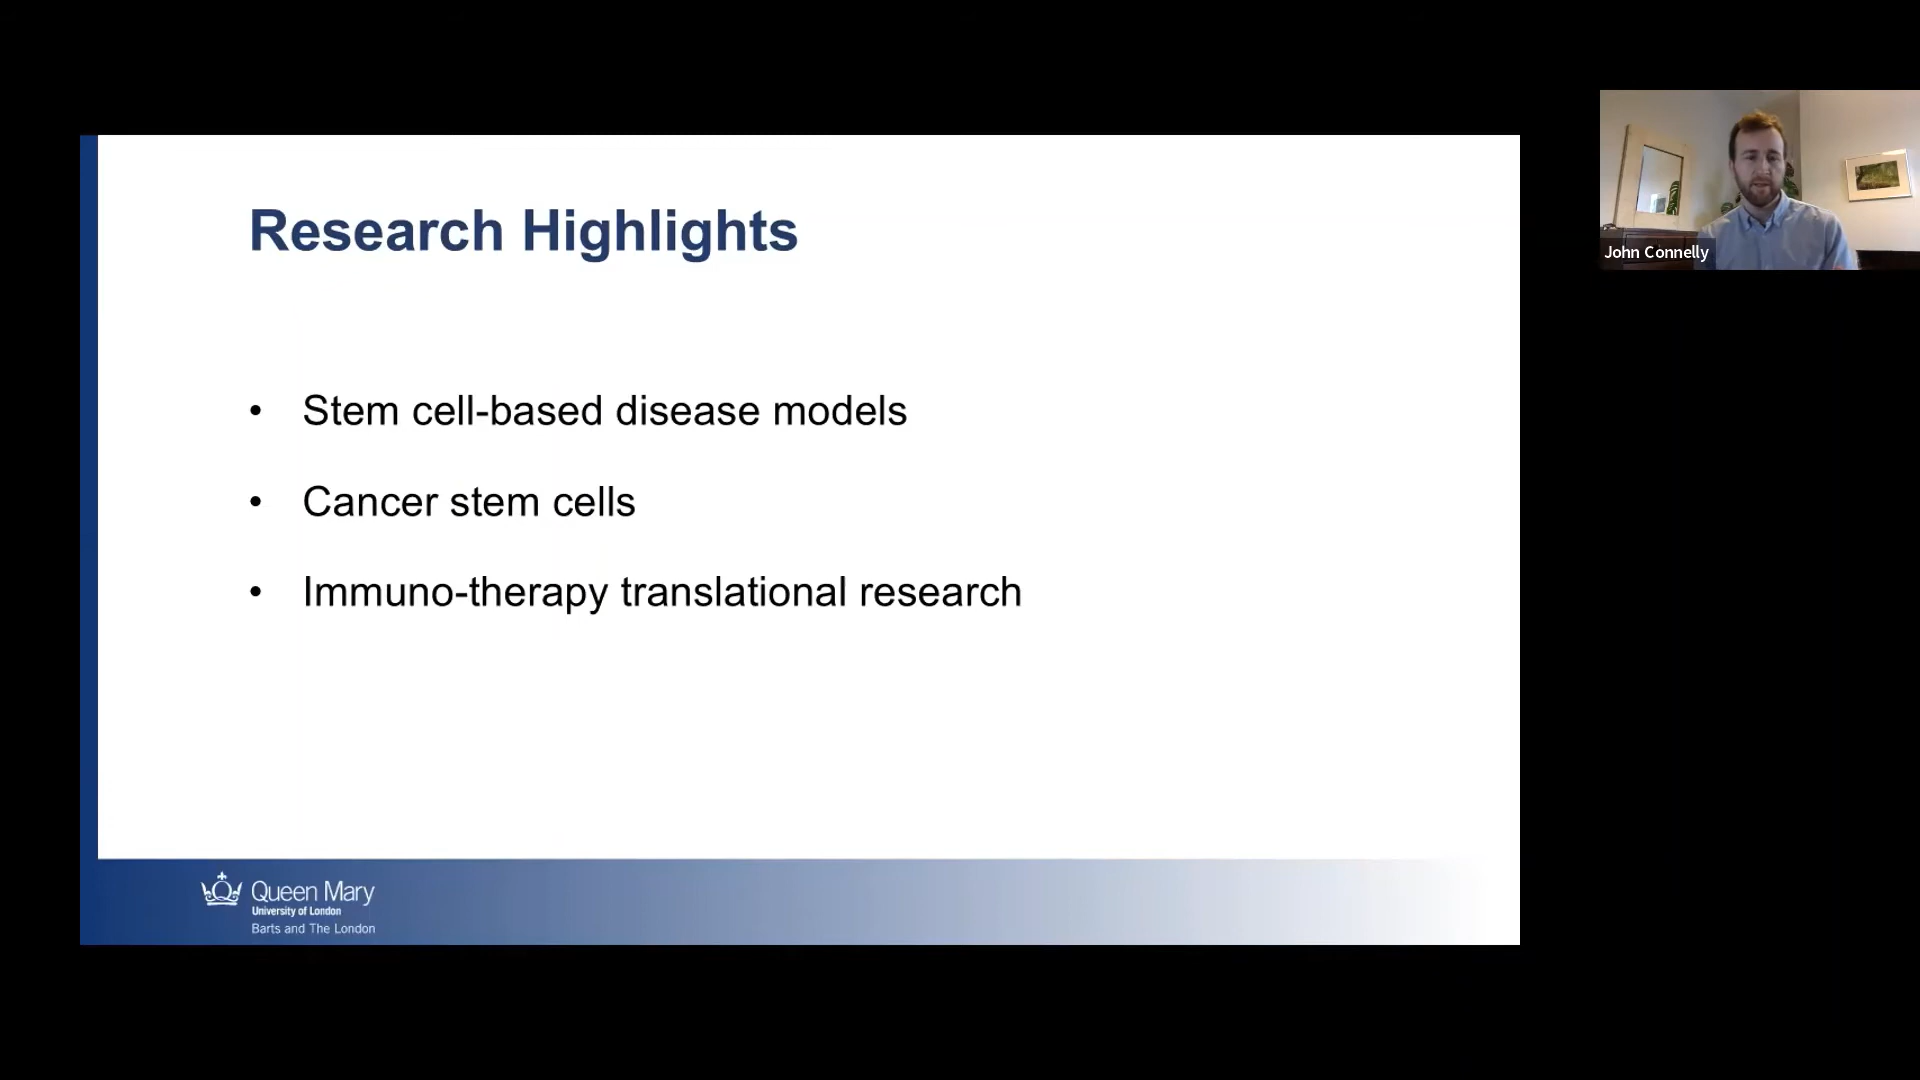 Research Highlights
• Stem cell-based disease models
• Cancer stem cells
• Immuno-therapy translational research
Queen Mary
University of London
Barts and The London
John Connelly